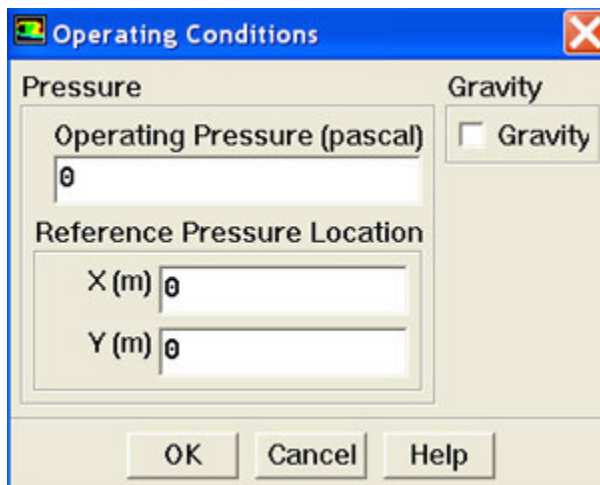 Operating Conditions
Pressure
Gravity
Operating Pressure (pascal)
Gravity
0
Reference Pressure Location
X (m) 0
Y (m) 0
OK Cancel Help